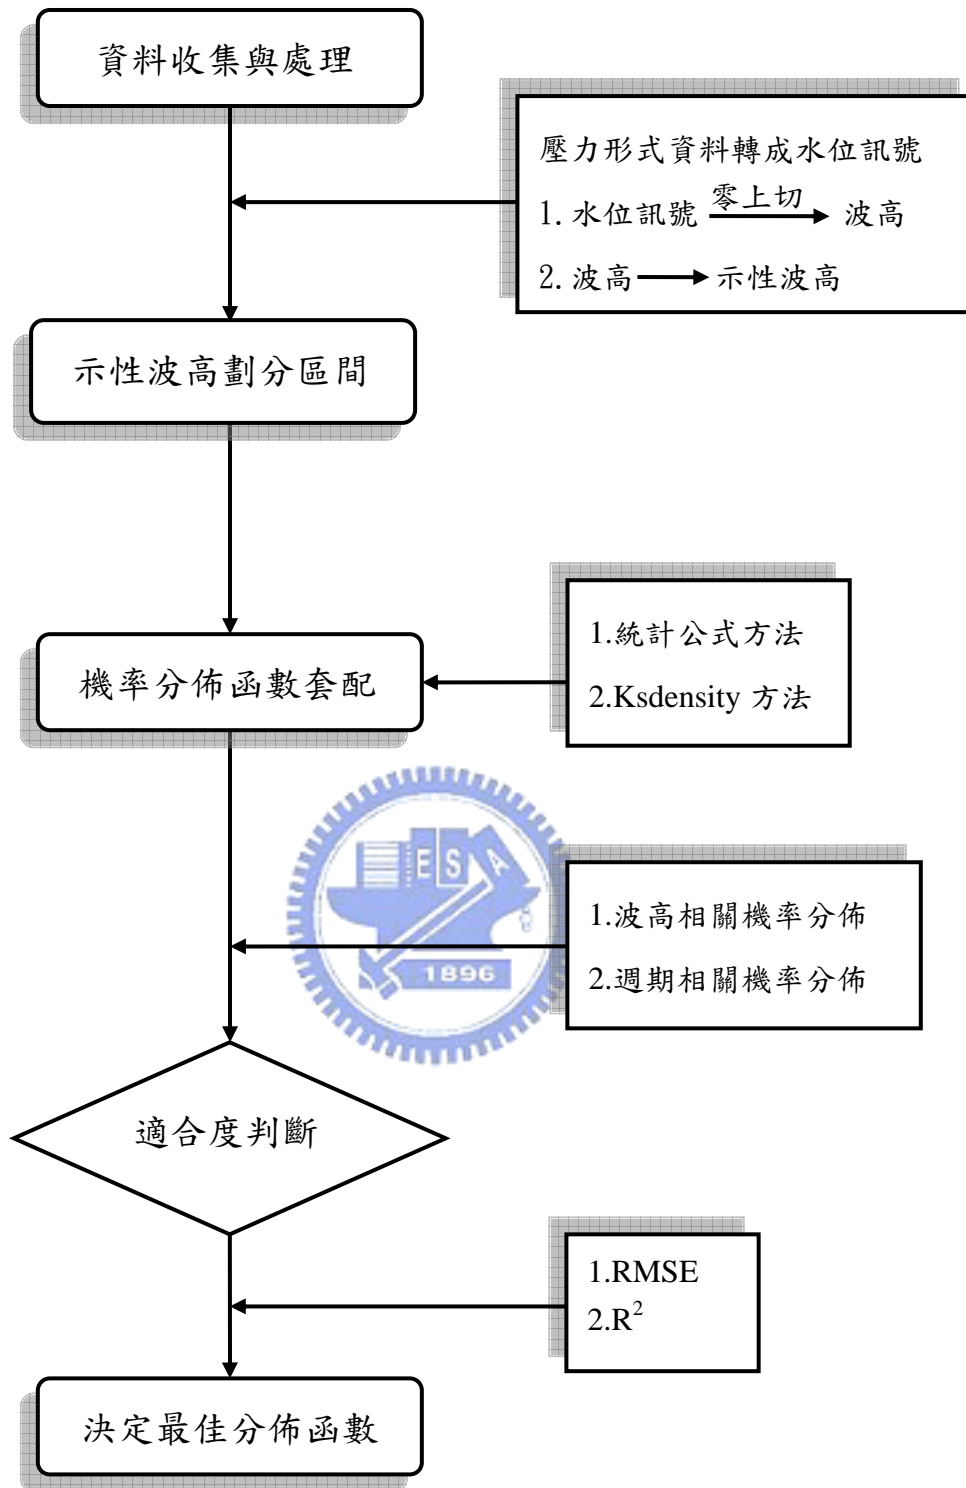 資料收集與處理
壓力形式資料轉成水位訊號
零上切
1. 水位訊號 → 波高
2. 波高 → 示性波高
示性波高劃分區間
機率分佈函數套配
1.統計公式方法
2.Ksdensity 方法
E S A
1896
1.波高相關機率分佈
2.週期相關機率分佈
適合度判斷
1.RMSE
2.R²
決定最佳分佈函數